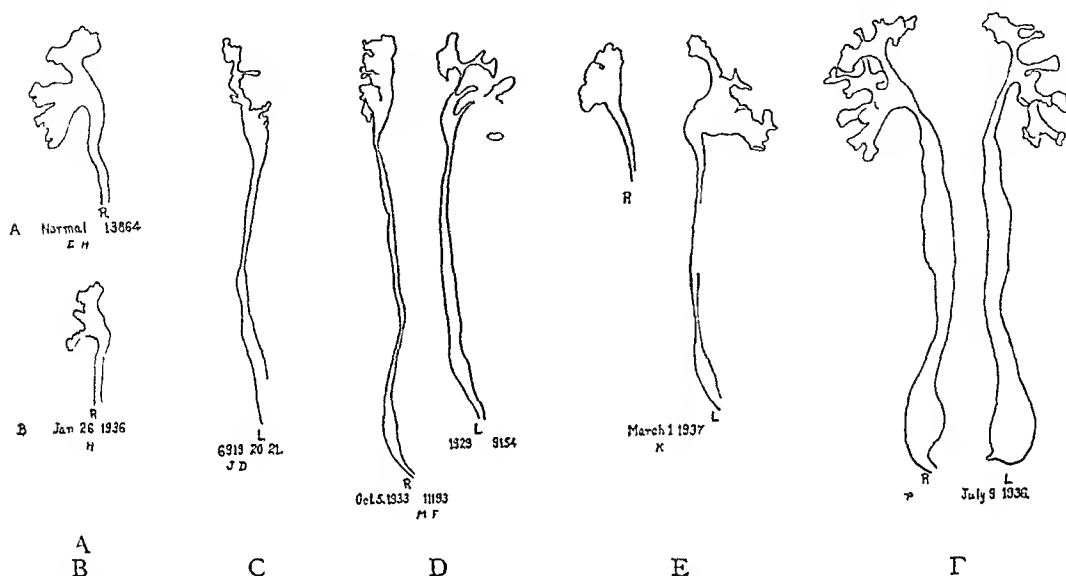 R
A Normal 13864
E H
R
B Jan 26 1936
H
L
6919 20 21
J D
R
Oct.5.1933 11193
M F
L
1929 9154
R
L
March 1 1937
K
R L
P July 9 1936.
A
B C D E F